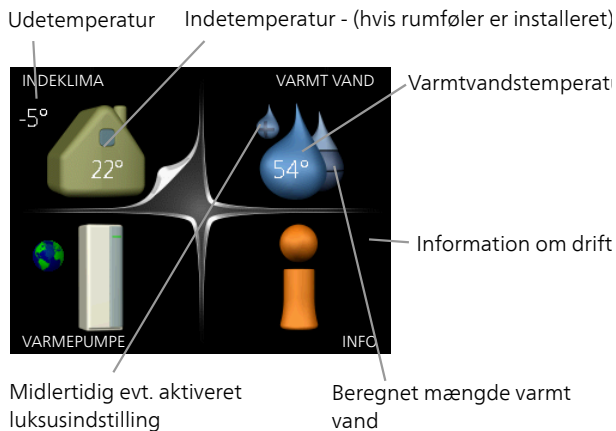 Udetemperatur
Indetemperatur - (hvis rumføler er installeret)
INDEKLIMA
VARMT VAND
Varmtvandstemperatu
-5°
22°
54°
Information om drift
VARMEPUMPE
INFO
Midlertidig evt. aktiveret
luksusindstilling
Beregnet mængde varmt
vand